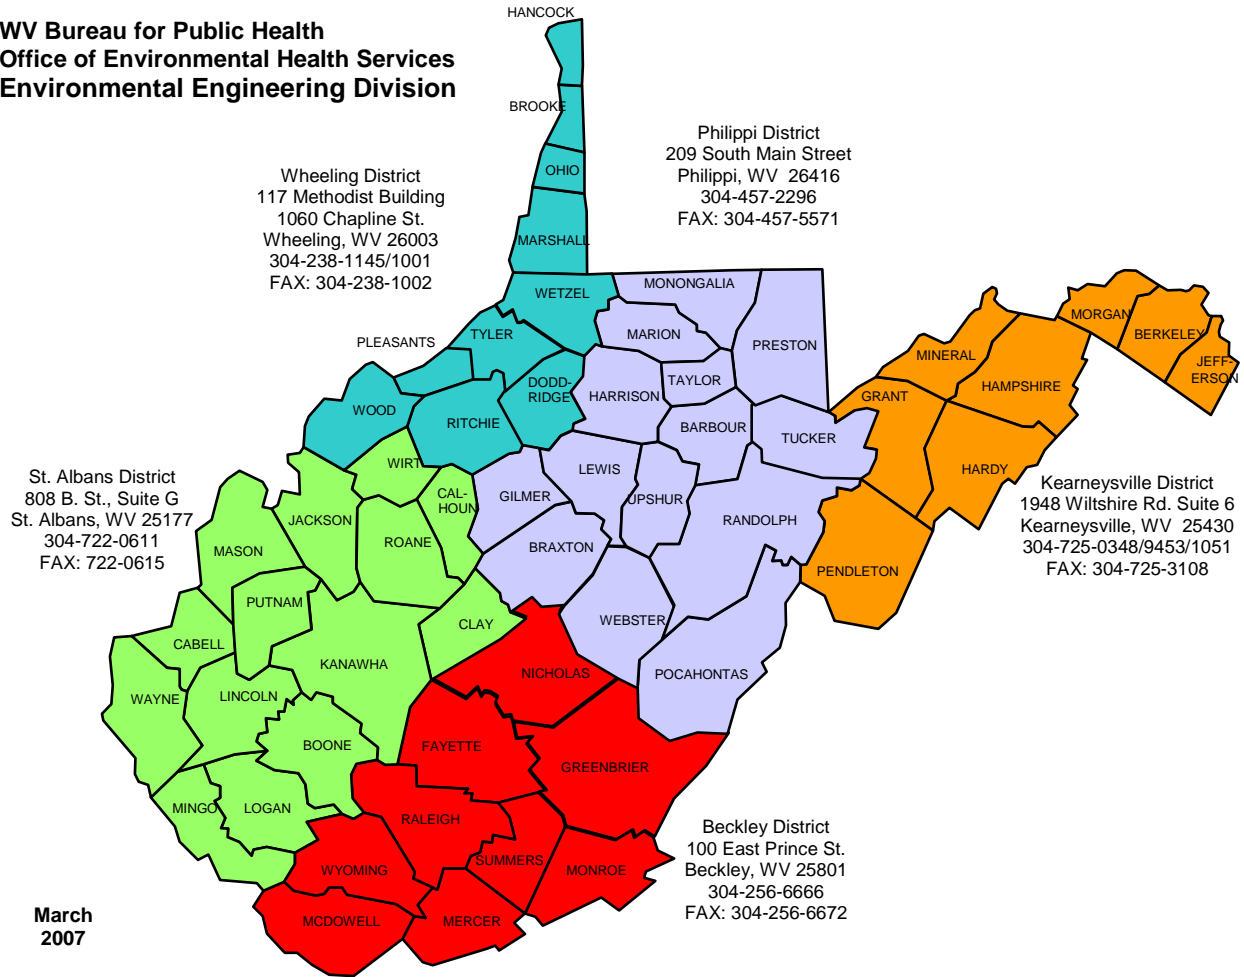 WV Bureau for Public Health
Office of Environmental Health Services
Environmental Engineering Division
HANCOCK
BROOKE
OHIO
MARSHALL
Wheeling District
117 Methodist Building
1060 Chapline St.
Wheeling, WV 26003
304-238-1145/1001
FAX: 304-238-1002
Philippi District
209 South Main Street
Philippi, WV 26416
304-457-2296
FAX: 304-457-5571
WETZEL
MONONGALIA
MARION
PRESTON
TYLER
PLEASANTS
DODD-
RIDGE
WOOD
RITCHIE
HARRISON
TAYLOR
BARBOUR
TUCKER
MINERAL
GRANT
HAMPSHIRE
MORGAN
BERKELEY
JEFF-
ERSON
HARDY
PENDLETON
Kearneysville District
1948 Wiltshire Rd. Suite 6
Kearneysville, WV 25430
304-725-0348/9453/1051
FAX: 304-725-3108
St. Albans District
808 B. St., Suite G
St. Albans, WV 25177
304-722-0611
FAX: 722-0615
WIRT
CAL-
HOUN
JACKSON
ROANE
MASON
PUTNAM
CABELL
WAYNE
LINCOLN
KANAWHA
CLAY
BOONE
MINGO
LOGAN
GILMER
LEWIS
UPSHUR
BRAXTON
RANDOLPH
WEBSTER
POCAHONTAS
NICHOLAS
FAYETTE
GREENBRIER
RALEIGH
SUMMERS
MONROE
WYOMING
MCDOWELL
MERCER
Beckley District
100 East Prince St.
Beckley, WV 25801
304-256-6666
FAX: 304-256-6672
March
2007